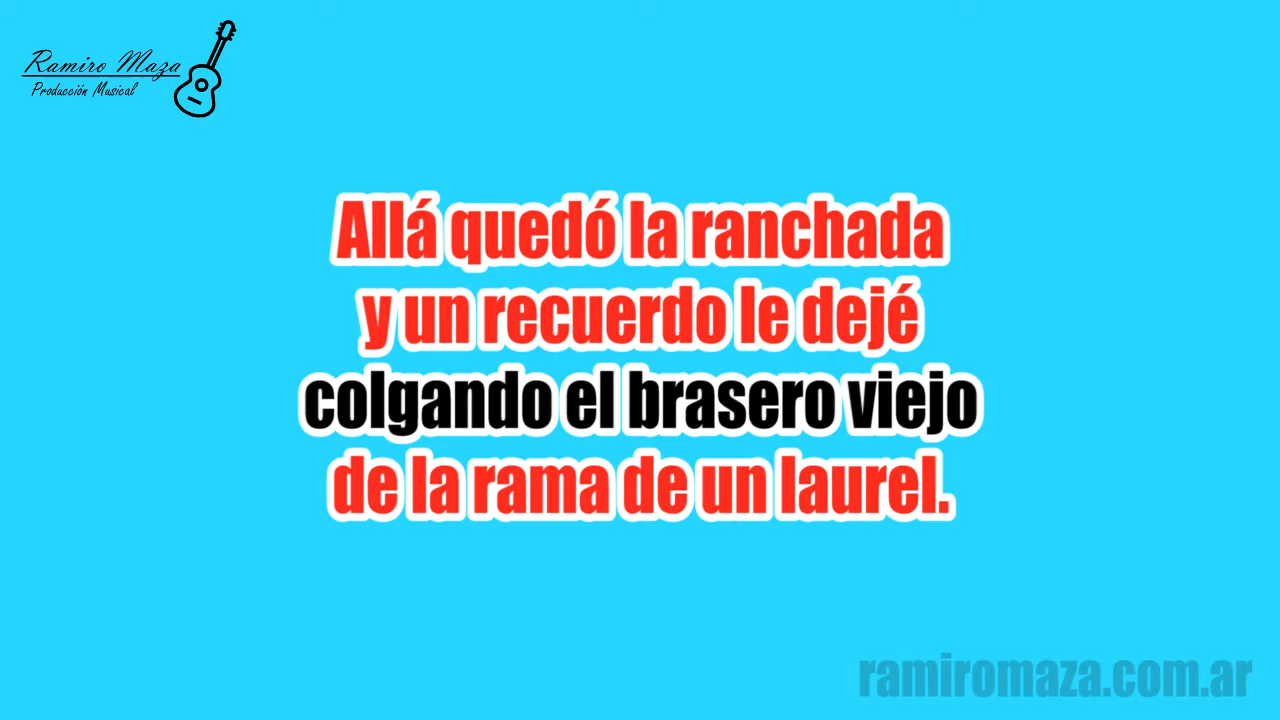 Ramiro Maza
Producción Musical
Allá quedó la ranchada
y un recuerdo le dejé
colgando el brasero viejo
de la rama de un laurel.
ramiromaza.com.ar